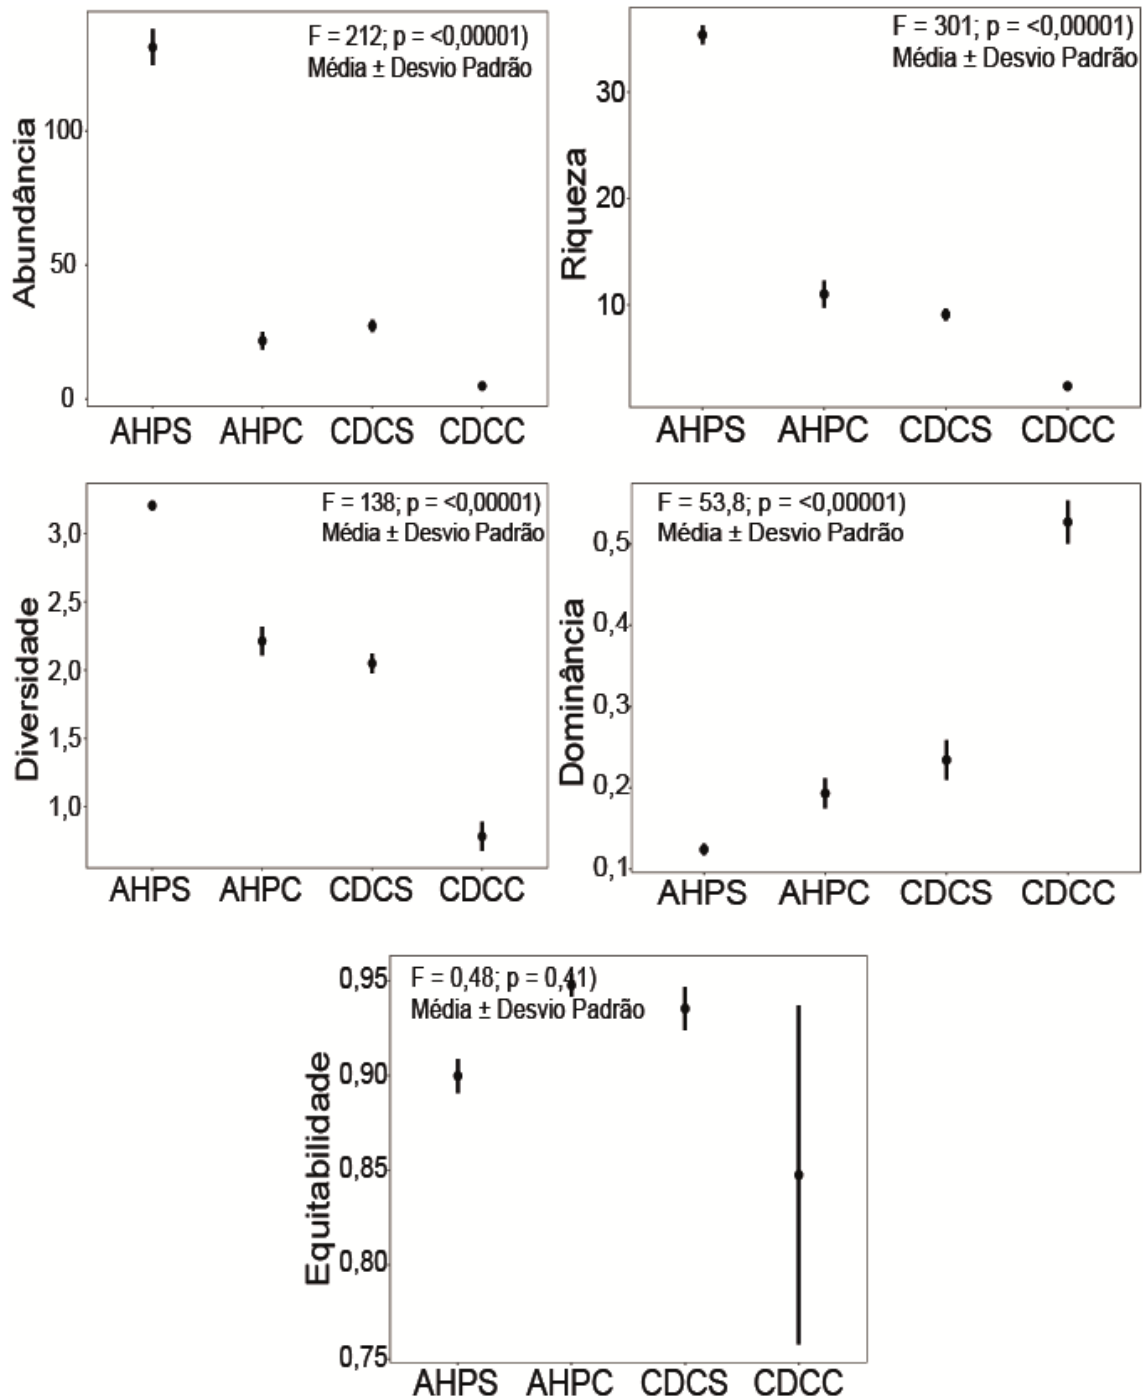 F = 212; p = <0,00001)
Média ± Desvio Padrão
Abundância
100
50
0
AHPS AHPC CDCS CDCC
F = 301; p = <0,00001)
Média ± Desvio Padrão
Riqueza
30
20
10
AHPS AHPC CDCS CDCC
F = 138; p = <0,00001)
Média ± Desvio Padrão
Diversidade
3,0
2,5
2,0
1,5
1,0
AHPS AHPC CDCS CDCC
F = 53,8; p = <0,00001)
Média ± Desvio Padrão
Dominância
0,5
0,4
0,3
0,2
0,1
AHPS AHPC CDCS CDCC
F = 0,48; p = 0,41)
Média ± Desvio Padrão
Equitabilidade
0,95
0,90
0,85
0,80
0,75
AHPS AHPC CDCS CDCC